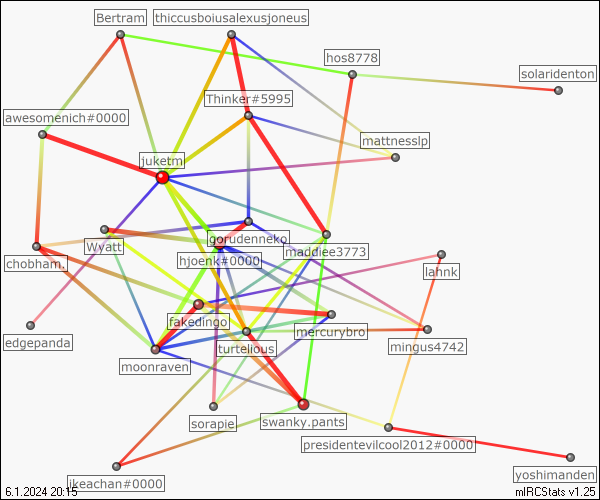 Bertram
thiccusboiusalexusjoneus
hos8778
solaridenton
Thinker#5995
awesomenich#0000
mattnesslp
juketm
gorudenneko
Wyatt
maddiee3773
hjoenk#0000
chobham.
lahnk
fakedingo
mercurybro
edgepanda
mingus4742
turtelious
moonraven
sorapie
swanky.pants
presidentevilcool2012#0000
yoshimanden
ikeachan#0000
6.1.2024 20:15
mIRCStats v1.25